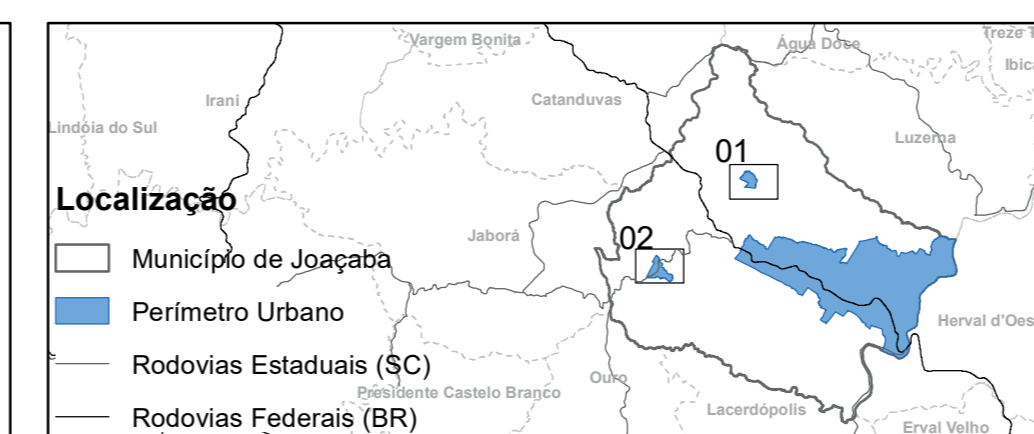 Vargem Bonita
Água Doce
Treze
Ibic
Irani
Catanduvas
Lindóia do Sul
Luzerna
01
Localização
Jaborá
02
Município de Joaçaba
Perímetro Urbano
Herval d'Oes
Rodovias Estaduais (SC)
Ouro
Presidente Castelo Branco
Lacerdópolis
Rodovias Federais (BR)
Erval Velho